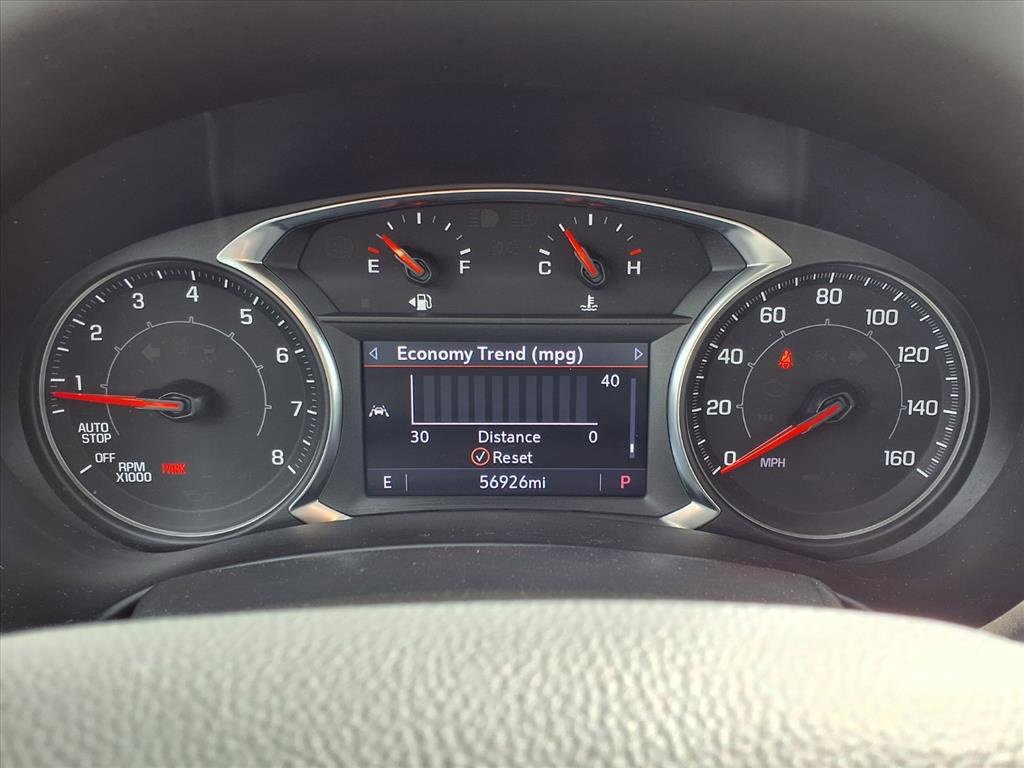 E F
C H
1 2 3 4 5 6 7 8
AUTO
STOP
OFF
RPM
X1000
PARK
Economy Trend (mpg)
40
30 Distance 0
Reset
E 56926mi P
0 20 40 60 80 100 120 140 160
MPH